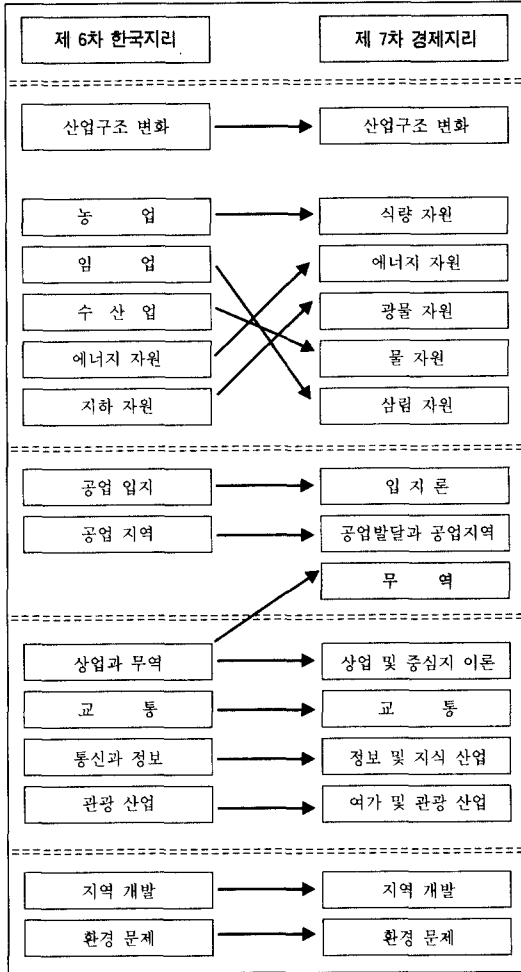 제 6차 한국지리 제 7차 경제지리
산업구조 변화 산업구조 변화
농 업 식량 자원
임 업 에너지 자원
수 산 업 광물 자원
에너지 자원 물 자원
지하 자원 삼림 자원
공업 입지 입 지 론
공업 지역 공업발달과 공업지역
무 역
상업과 무역 상업 및 중심지 이론
교 통 교 통
통신과 정보 정보 및 지식 산업
관광 산업 여가 및 관광 산업
지역 개발 지역 개발
환경 문제 환경 문제